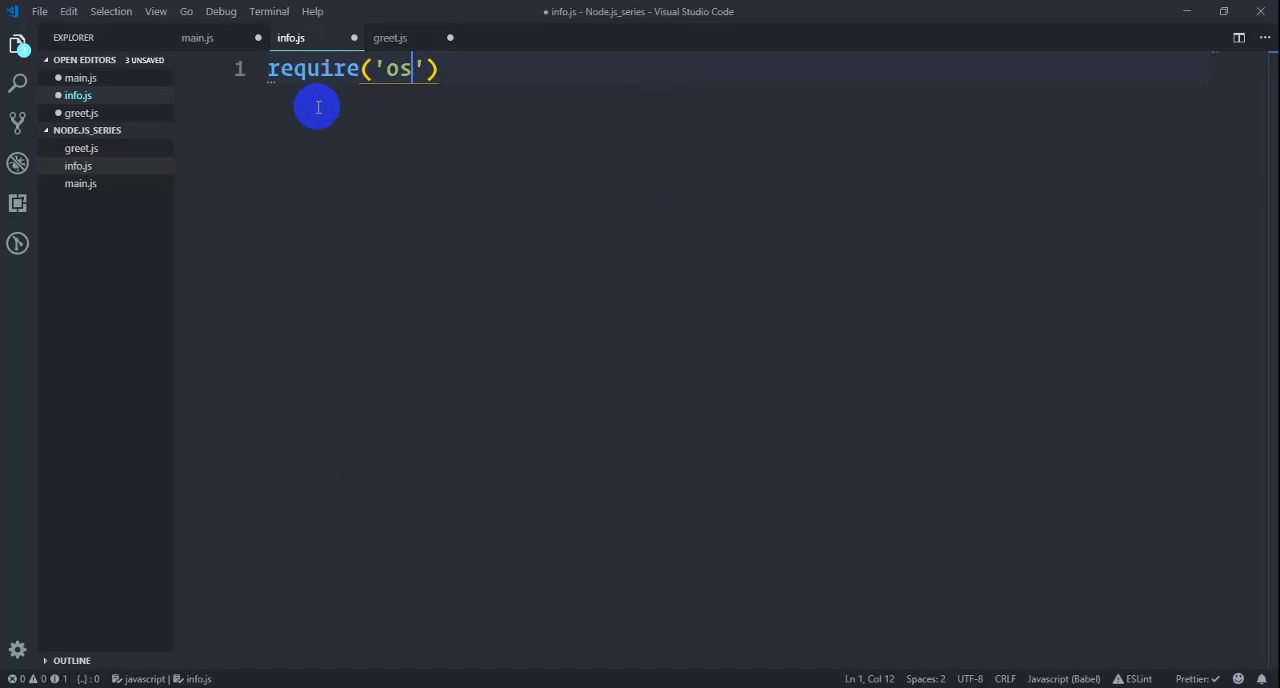 File Edit Selection View Go Debug Terminal Help
● info.js - Node.js_series - Visual Studio Code
EXPLORER
main.js
info.js
greet.js
OPEN EDITORS 3 UNSAVED
main.js
info.js
greet.js
NODE.JS_SERIES
greet.js
info.js
main.js
1 require('os')
OUTLINE
0 0 1 {..} : 0 javascript | info.js
Ln 1, Col 12 Spaces: 2 UTF-8 CRLF Javascript (Babel) ESLint Prettier: ✓